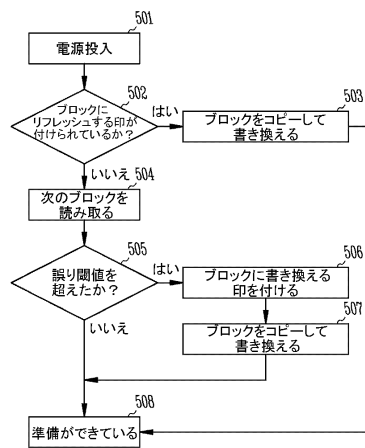 501
電源投入
502
ブロックに
リフレッシュする印が
付けられているか？
はい
503
ブロックをコピーして
書き換える
いいえ
504
次のブロックを
読み取る
505
誤り閾値を
超えたか？
はい
506
ブロックに書き換える
印を付ける
いいえ
507
ブロックをコピーして
書き換える
508
準備ができている